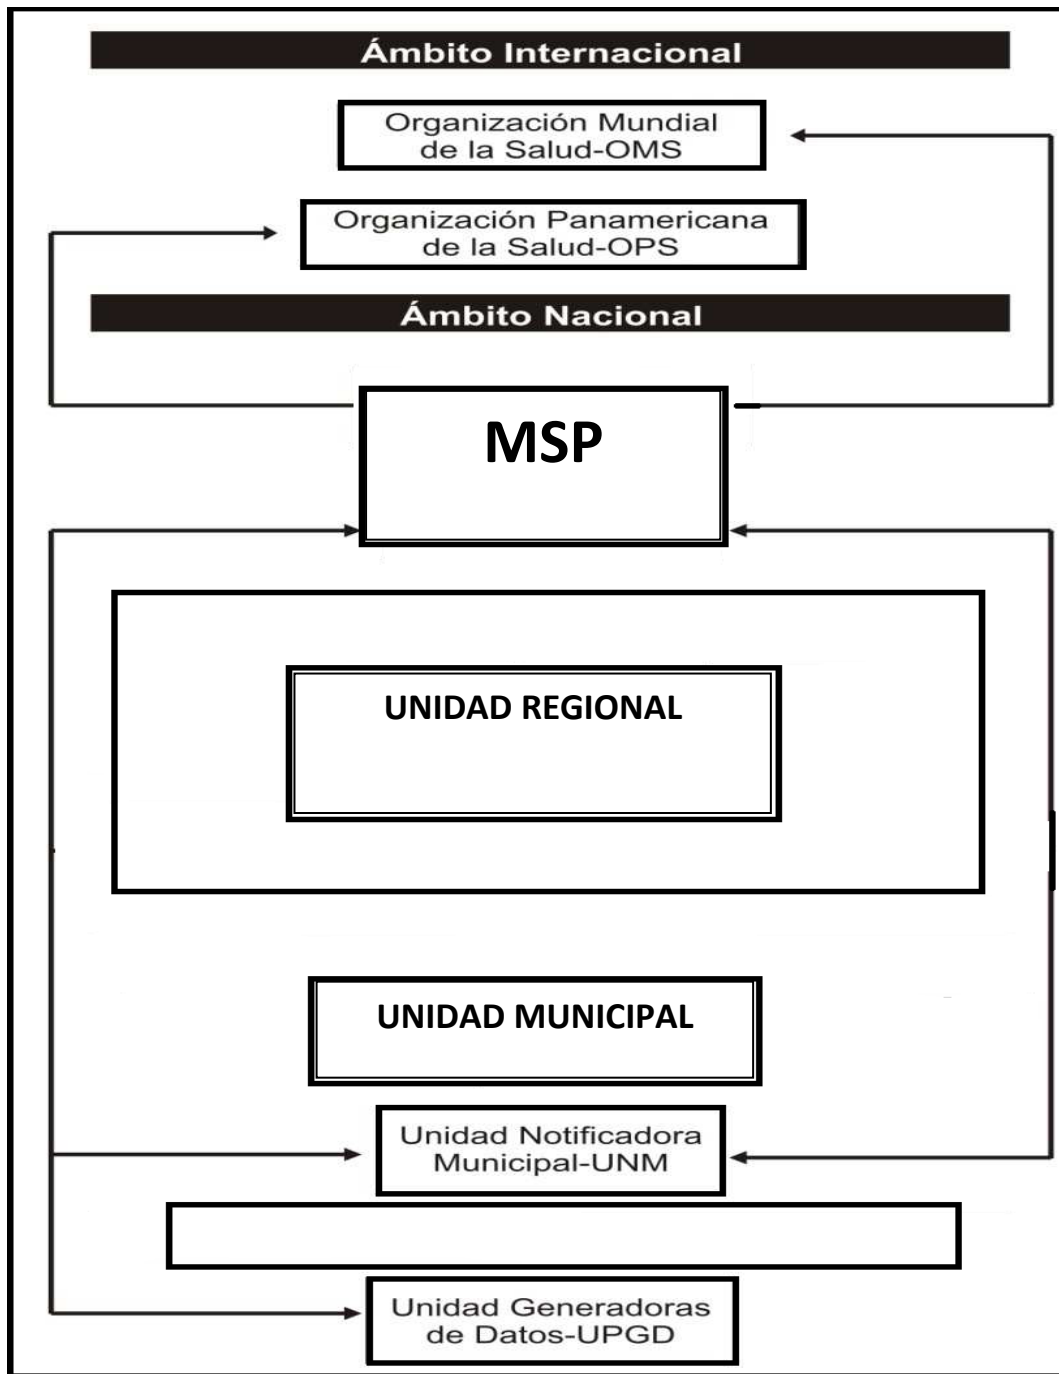 Ámbito Internacional
Organización Mundial
de la Salud-OMS
Organización Panamericana
de la Salud-OPS
Ámbito Nacional
MSP
UNIDAD REGIONAL
UNIDAD MUNICIPAL
Unidad Notificadora
Municipal-UNM
Unidad Generadoras
de Datos-UPGD